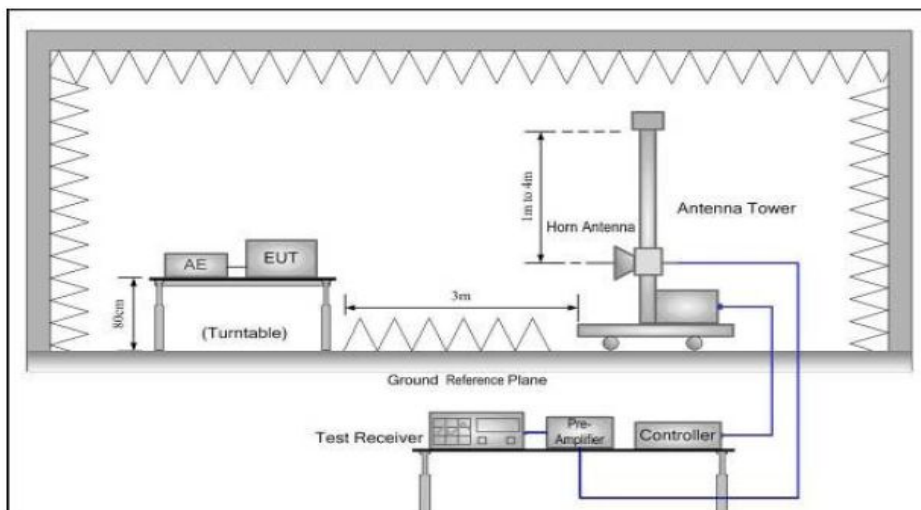 1m to 4m
Antenna Tower
Horn Antenna
AE
EUT
3m
80cm
(Turntable)
Ground Reference Plane
Test Receiver
Pre-
Amplifier
Controller